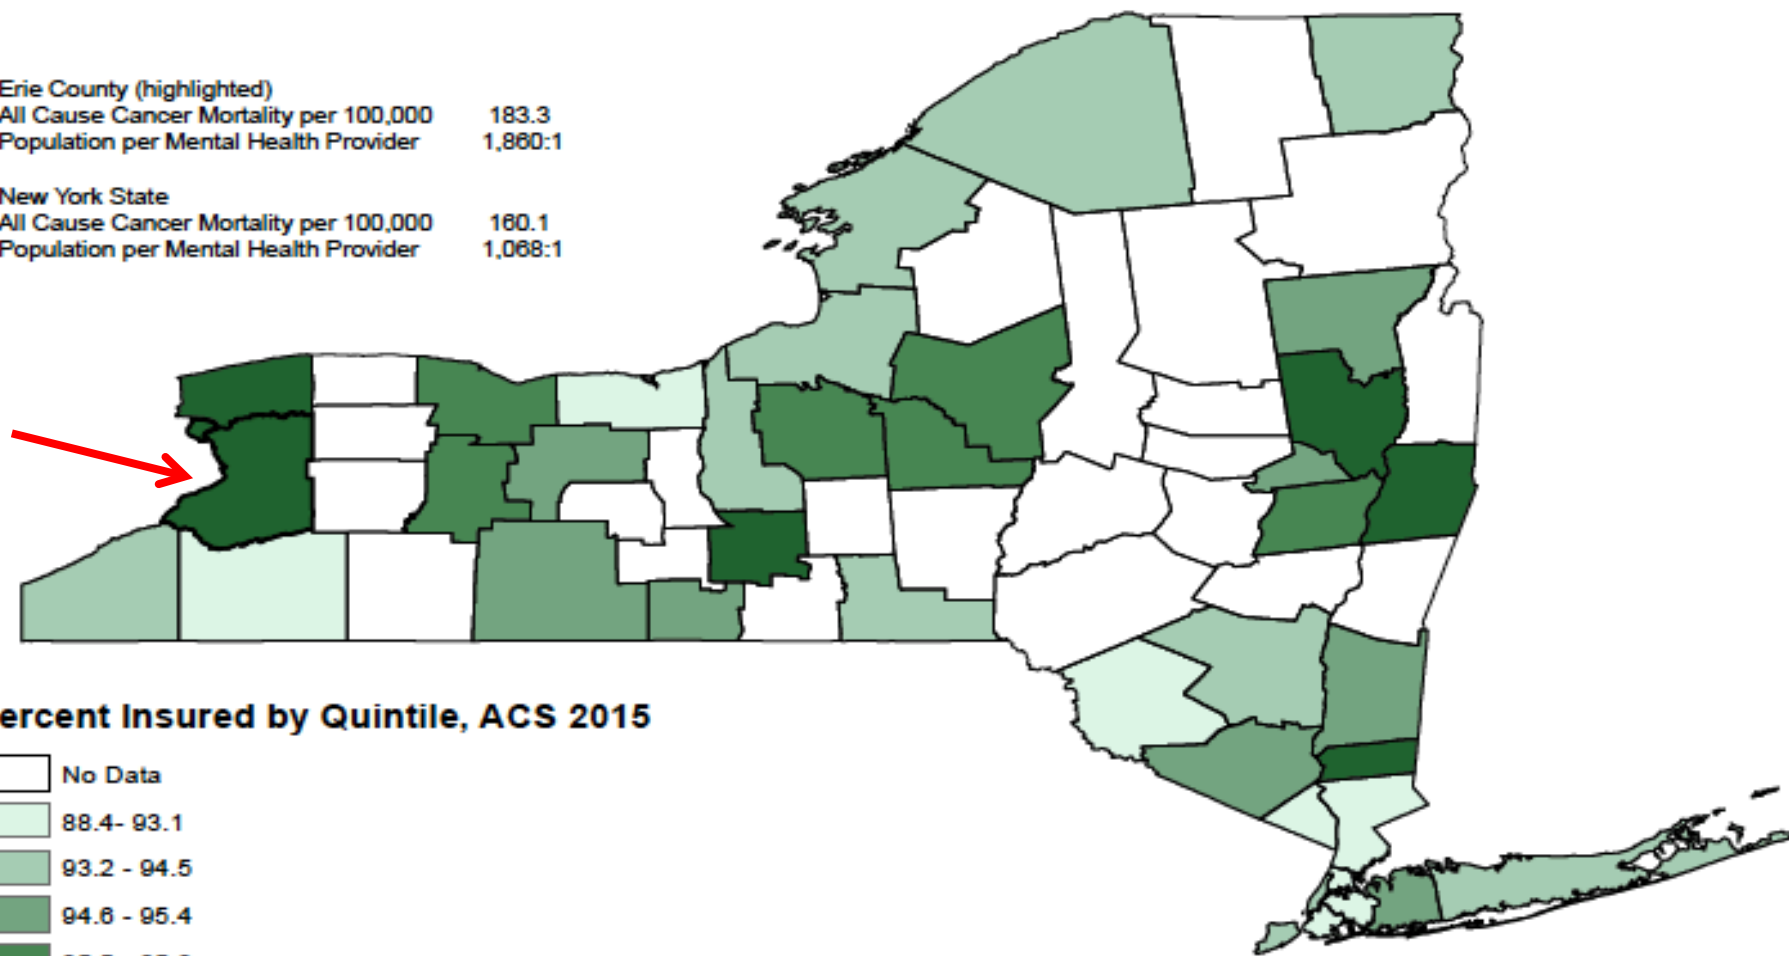 Erie County (highlighted)
All Cause Cancer Mortality per 100,000 183.3
Population per Mental Health Provider 1,860:1
New York State
All Cause Cancer Mortality per 100,000 160.1
Population per Mental Health Provider 1,068:1
ercent Insured by Quintile, ACS 2015
No Data
88.4- 93.1
93.2 - 94.5
94.6 - 95.4